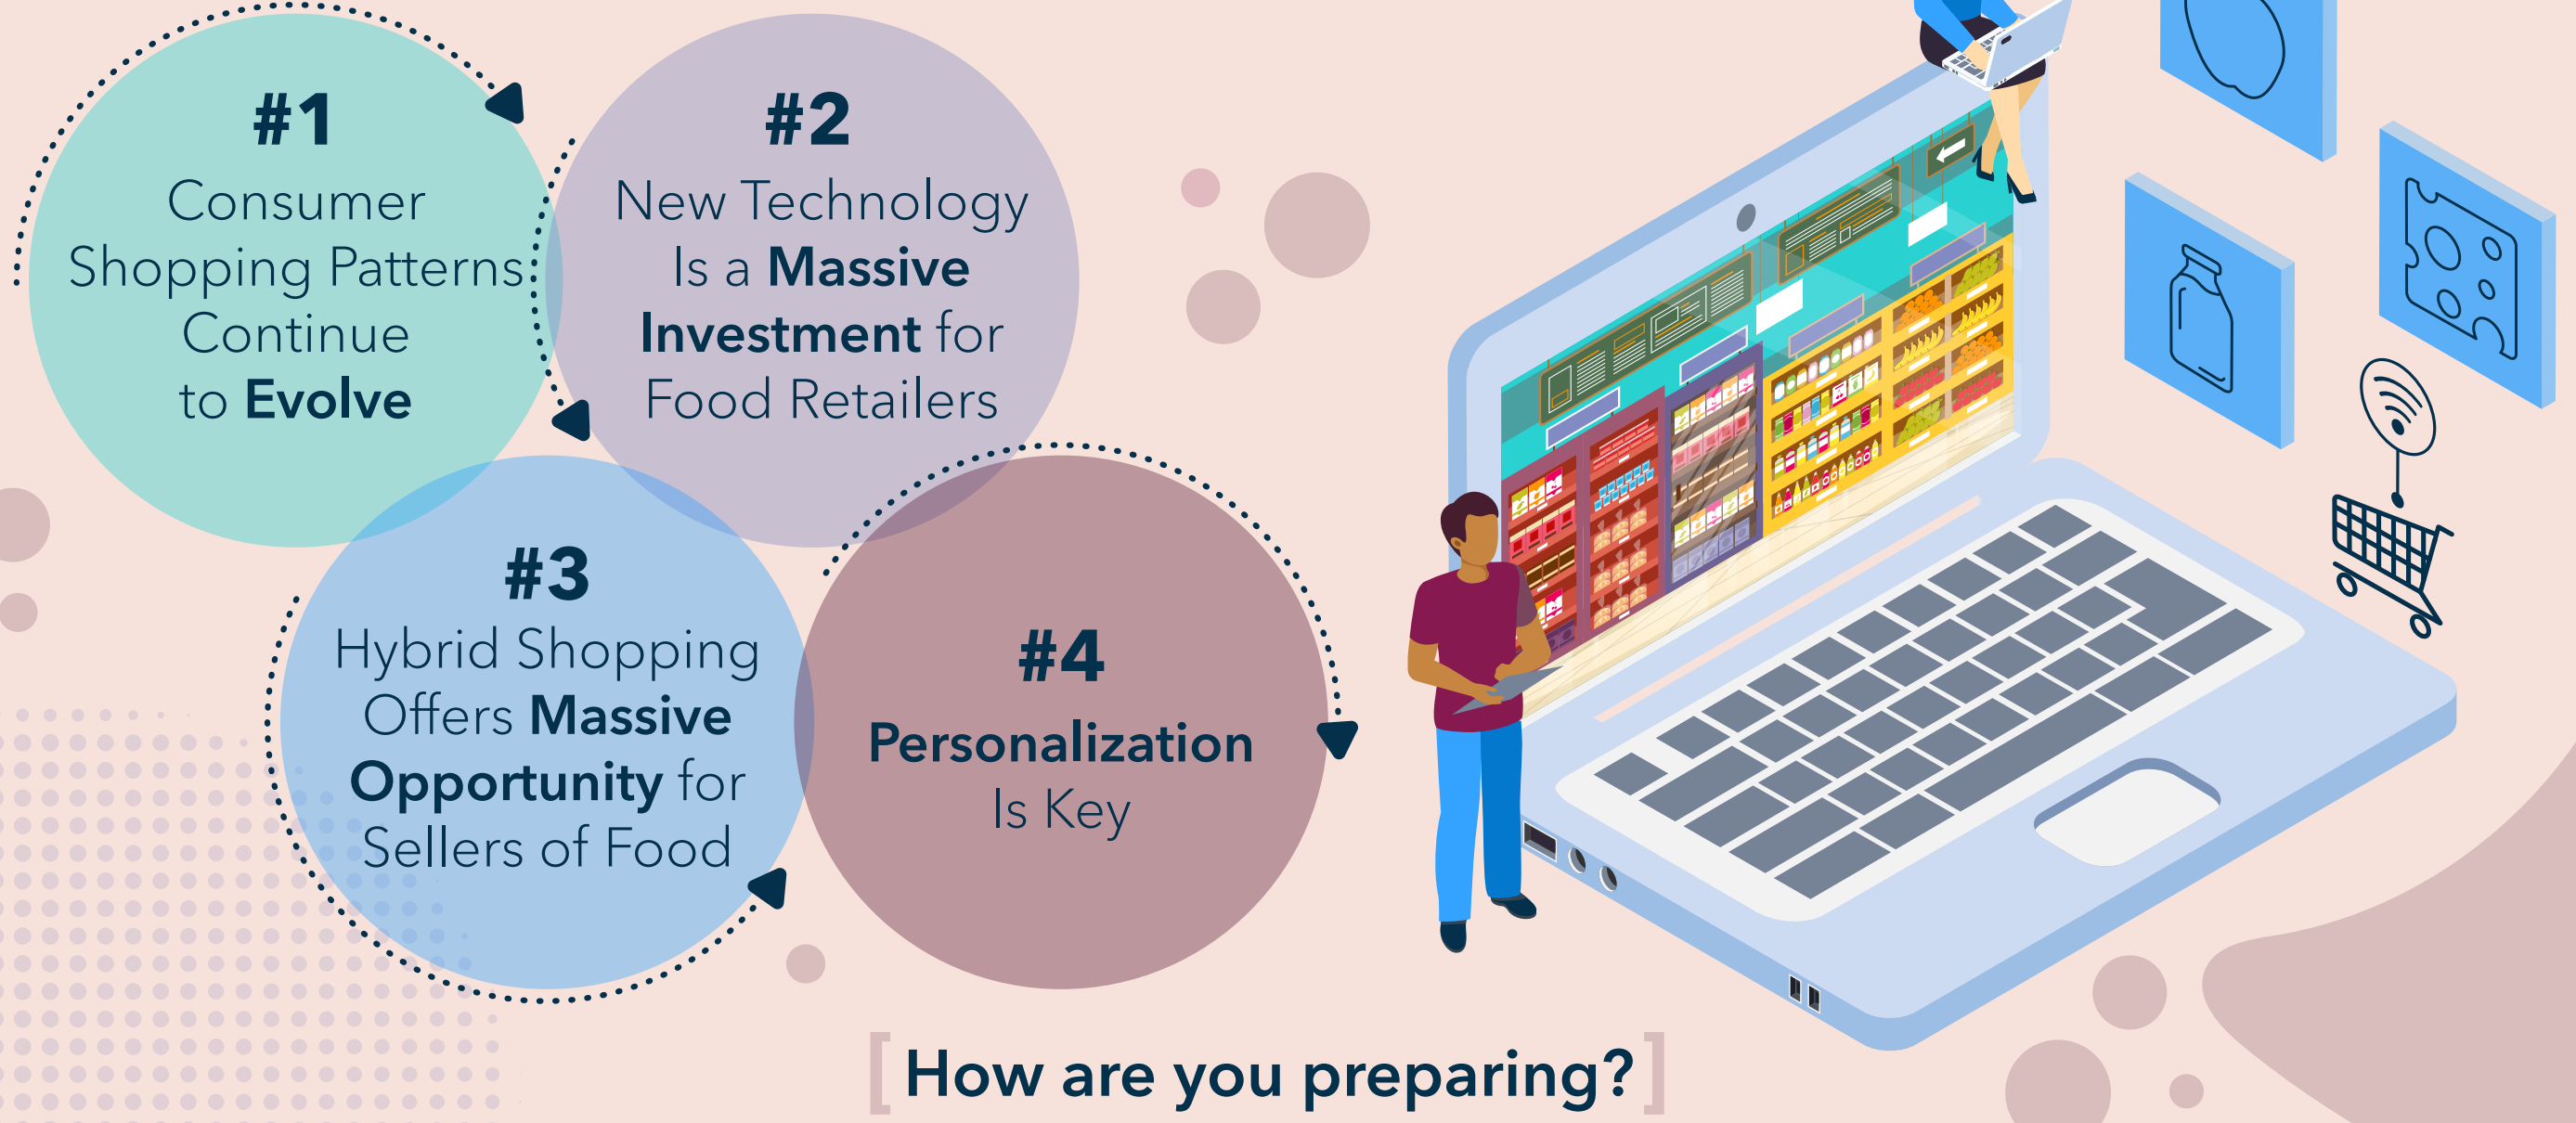 #1
Consumer
Shopping Patterns
Continue
to Evolve
#2
New Technology
Is a Massive
Investment for
Food Retailers
#3
Hybrid Shopping
Offers Massive
Opportunity for
Sellers of Food
#4
Personalization
Is Key
[How are you preparing?]